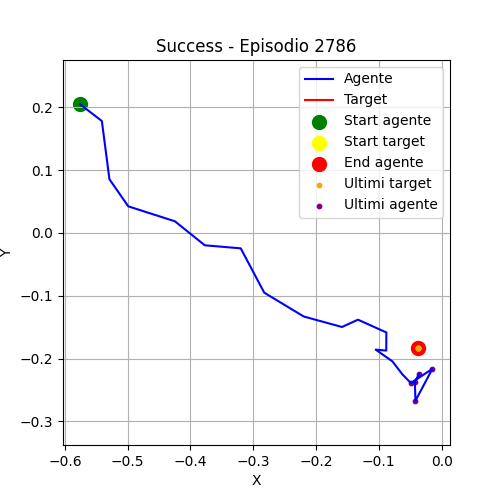 Success - Episodio 2786
Agente
Target
Start agente
Start target
End agente
Ultimi target
Ultimi agente
0.2
0.1
0.0
−0.1
−0.2
−0.3
Y
−0.6 −0.5 −0.4 −0.3 −0.2 −0.1 0.0
X